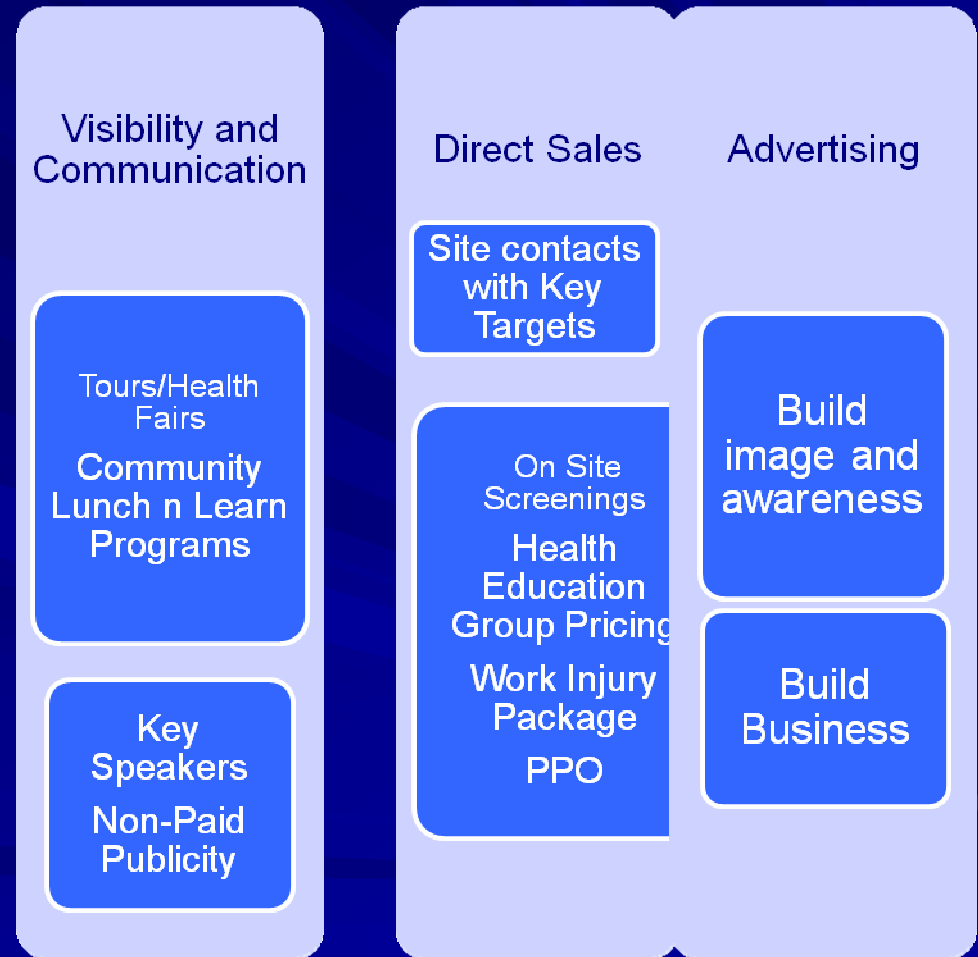 Visibility and
Communication
Tours/Health
Fairs
Community
Lunch n Learn
Programs
Key
Speakers
Non-Paid
Publicity
Direct Sales
Site contacts
with Key
Targets
On Site
Screenings
Health
Education
Group Pricing
Work Injury
Package
PPO
Advertising
Build
image and
awareness
Build
Business